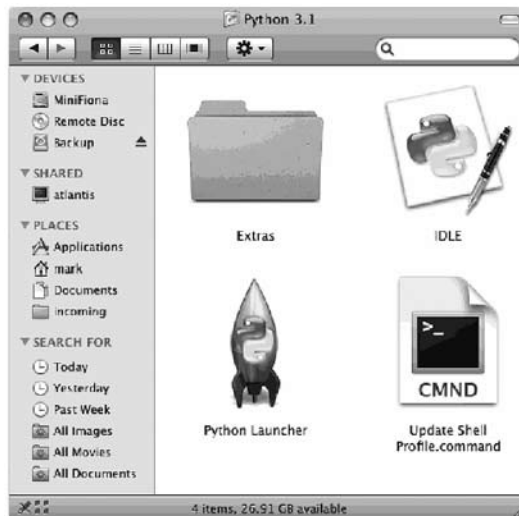 Python 3.1
DEVICES
MiniFiona
Remote Disc
Backup
SHARED
atlantis
PLACES
Applications
mark
Documents
incoming
SEARCH FOR
Today
Yesterday
Past Week
All Images
All Movies
All Documents
Extras
IDLE
Python Launcher
>_
CMND
Update Shell
Profile.command
4 items, 26.91 GB available